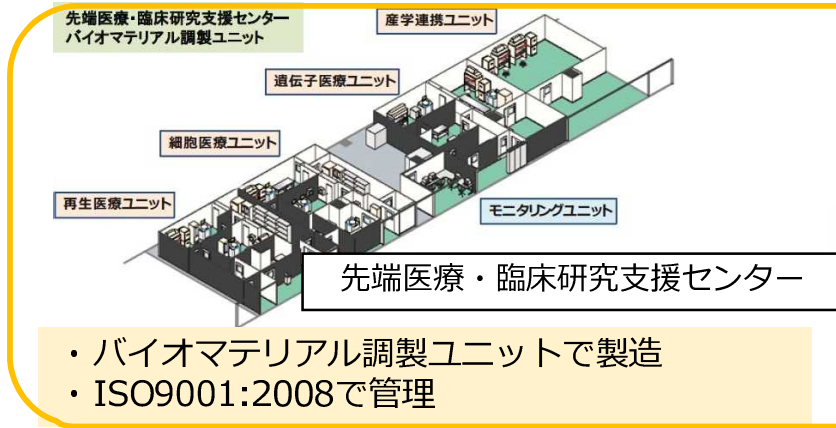 先端医療・臨床研究支援センター
バイオマテリアル調製ユニット
産学連携ユニット
遺伝子医療ユニット
細胞医療ユニット
再生医療ユニット
モニタリングユニット
先端医療・臨床研究支援センター
・バイオマテリアル調製ユニットで製造
・ISO9001:2008で管理